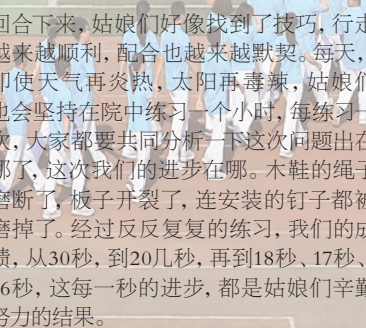 回合下来，姑娘们好像找到了技巧，行走
越来越顺利，配合也越来越默契。每天，
即使天气再炎热，太阳再毒辣，姑娘们
也会坚持在院中练习一个小时，每练习一
次，大家都要共同分析一下这次问题出在
哪了，这次我们的进步在哪。木鞋的绳子
磨断了，板子开裂了，连安装的钉子都被
磨掉了。经过反反复复的练习，我们的成
绩，从30秒，到20几秒，再到18秒、17秒、
6秒，这每一秒的进步，都是姑娘们辛勤
努力的结果。